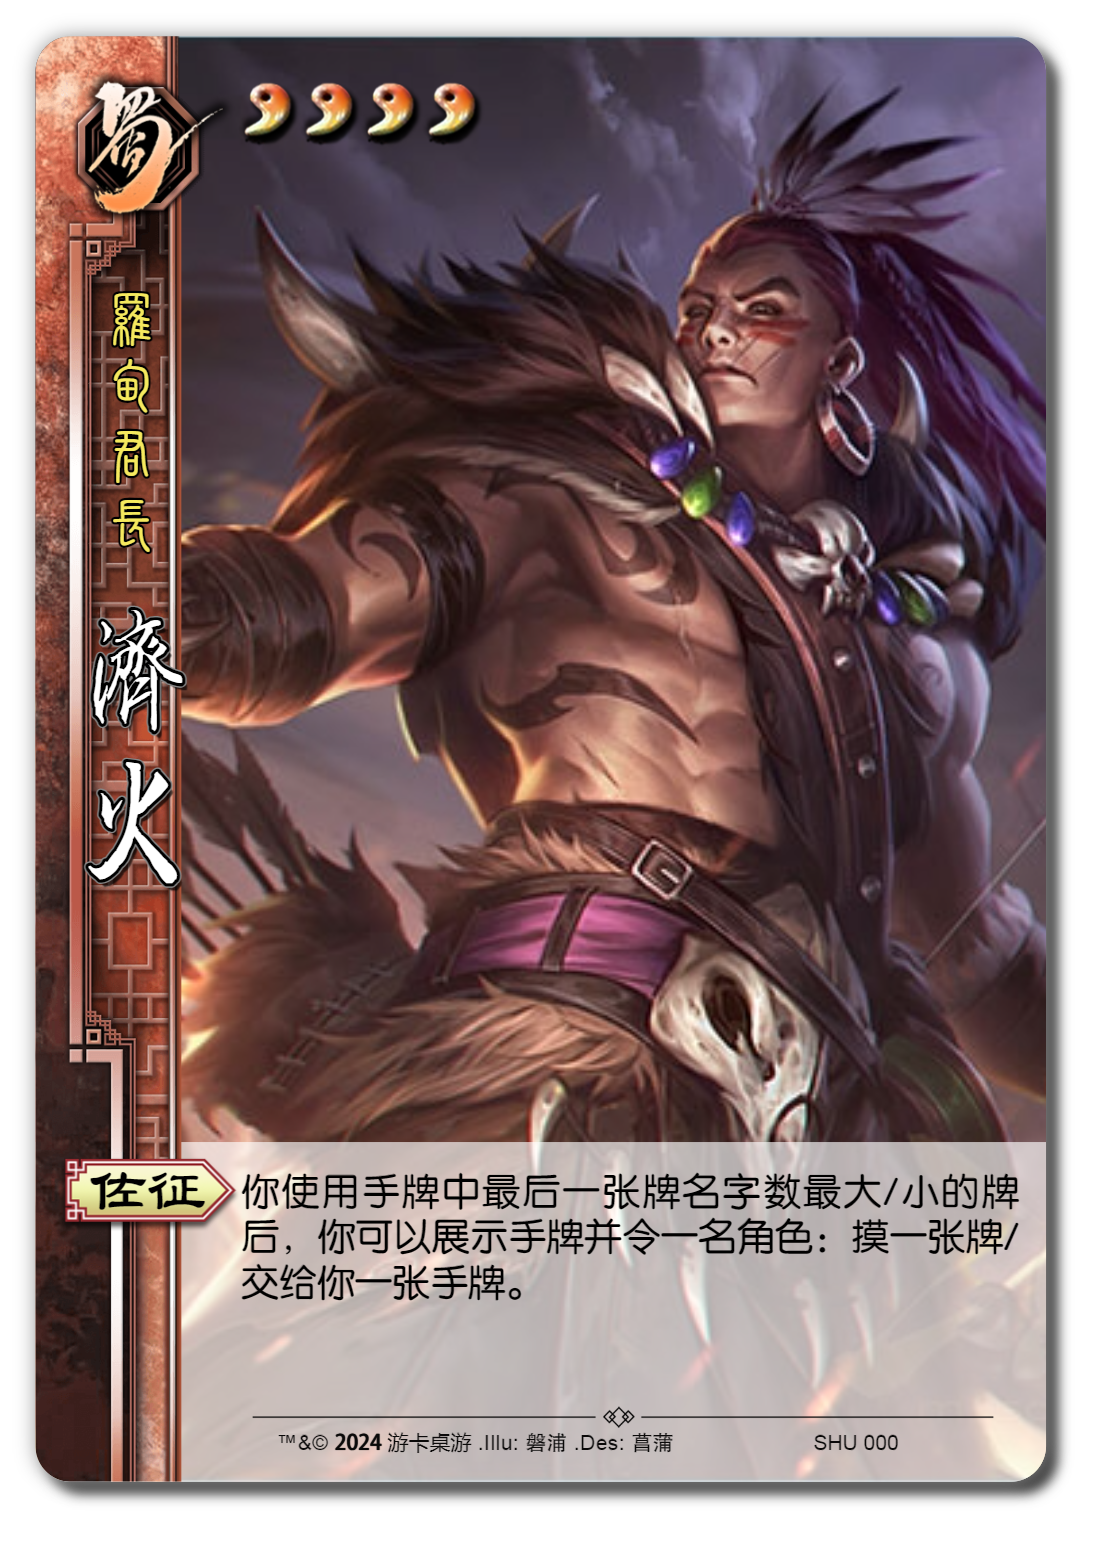 蜀
羅甸君長
濟火
佐征
你使用手牌中最后一张牌名字数最大/小的牌
后，你可以展示手牌并令一名角色：摸一张牌/
交给你一张手牌。
™&© 2024 游卡桌游 .Illu: 磐浦 .Des: 菖蒲
SHU 000